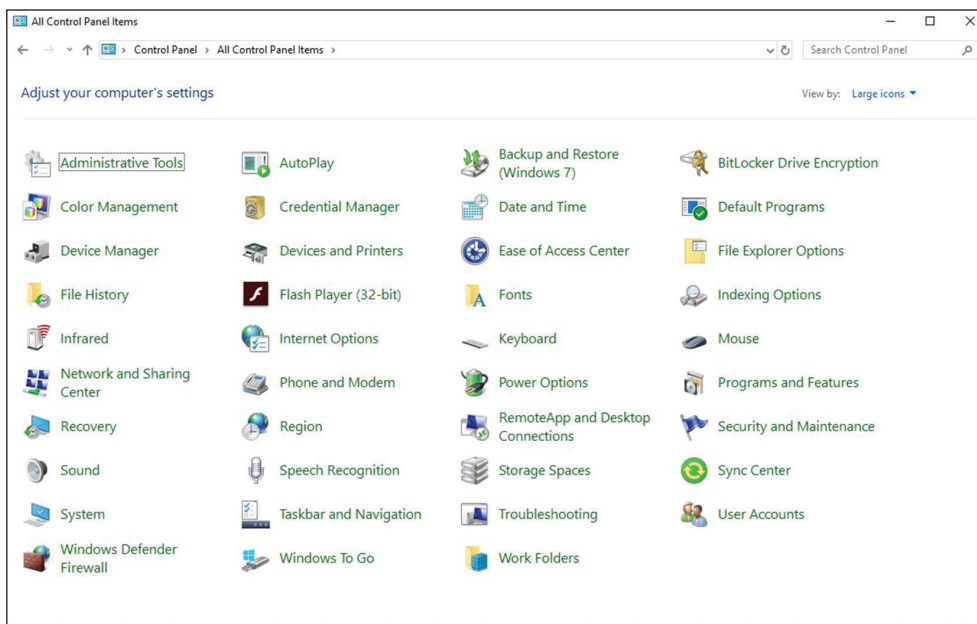 All Control Panel Items
Control Panel > All Control Panel Items >
Search Control Panel
Adjust your computer's settings
View by: Large icons
Administrative Tools
AutoPlay
Backup and Restore
(Windows 7)
BitLocker Drive Encryption
Color Management
Credential Manager
Date and Time
Default Programs
Device Manager
Devices and Printers
Ease of Access Center
File Explorer Options
File History
Flash Player (32-bit)
Fonts
Indexing Options
Infrared
Internet Options
Keyboard
Mouse
Network and Sharing
Center
Phone and Modem
Power Options
Programs and Features
Recovery
Region
RemoteApp and Desktop
Connections
Security and Maintenance
Sound
Speech Recognition
Storage Spaces
Sync Center
System
Taskbar and Navigation
Troubleshooting
User Accounts
Windows Defender
Firewall
Windows To Go
Work Folders